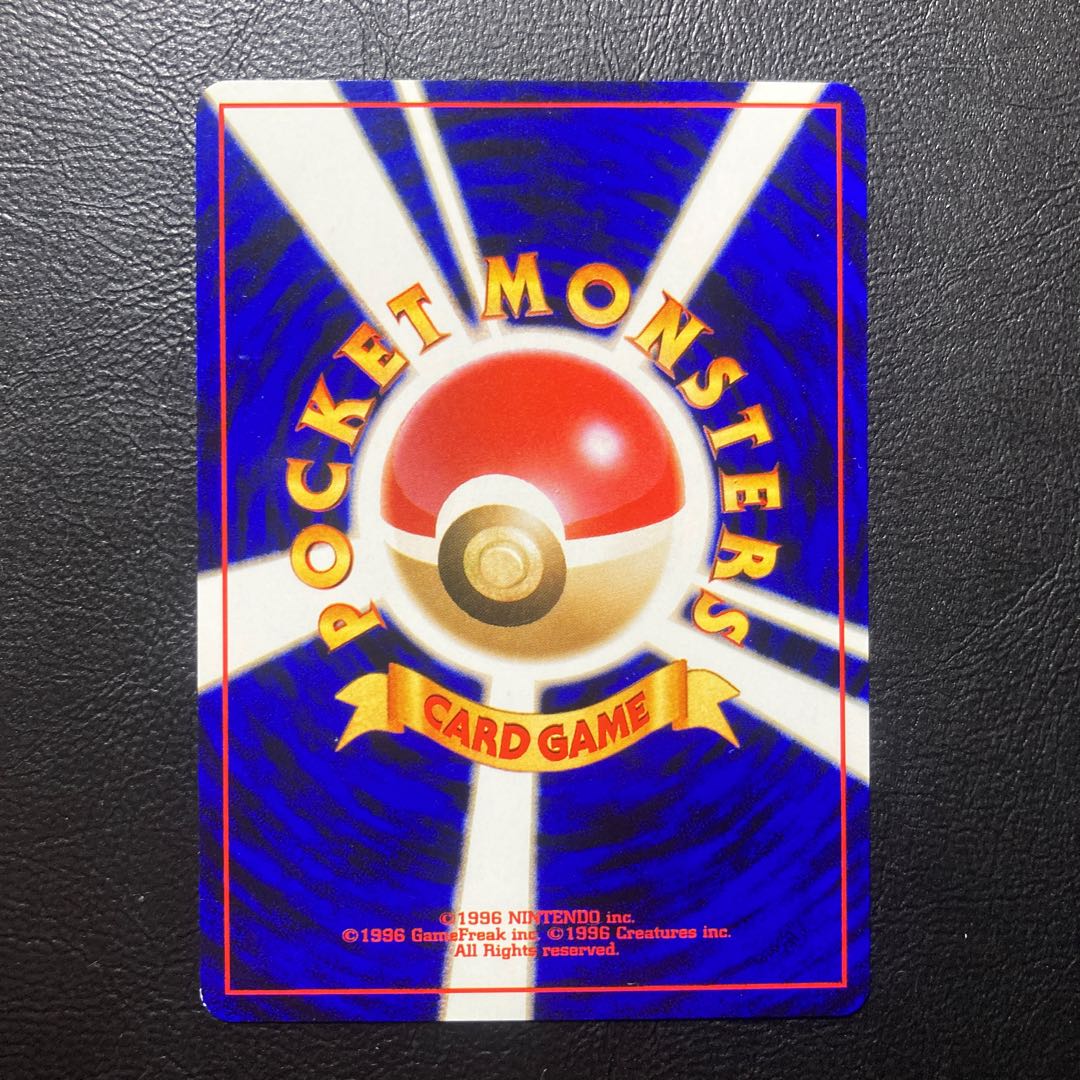 POCKET MONSTERS
CARD GAME
©1996 NINTENDO inc.
©1996 GameFreak inc. ©1996 Creatures inc.
All Rights reserved.